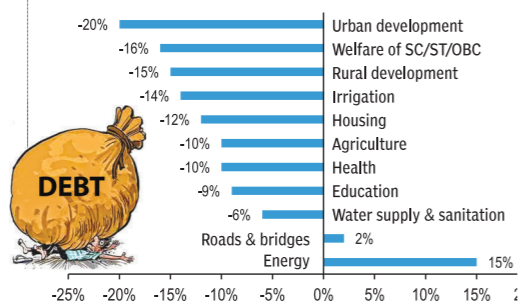 -20% Urban development
-16% Welfare of SC/ST/OBC
-15% Rural development
-14% Irrigation
-12% Housing
-10% Agriculture
-10% Health
-9% Education
-6% Water supply & sanitation
Roads & bridges 2%
Energy 15%
DEBT
-25% -20% -15% -10% -5% 0% 5% 10% 15%